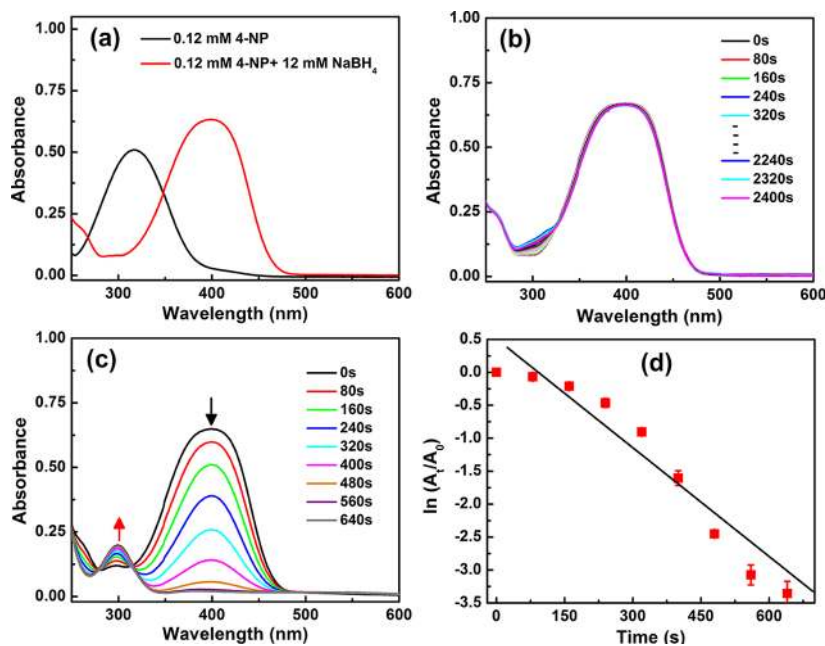 (a)
0.12 mM 4-NP
0.12 mM 4-NP+ 12 mM NaBH₄
Absorbance
1.00
0.75
0.50
0.25
0.00
300
400
500
600
Wavelength (nm)
(b)
0s
80s
160s
240s
320s
2240s
2320s
2400s
Absorbance
1.00
0.75
0.50
0.25
0.00
300
400
500
600
Wavelength (nm)
(c)
0s
80s
160s
240s
320s
400s
480s
560s
640s
Absorbance
1.00
0.75
0.50
0.25
0.00
300
400
500
600
Wavelength (nm)
(d)
ln (Aₜ/A₀)
0.5
0.0
-0.5
-1.0
-1.5
-2.0
-2.5
-3.0
-3.5
0
150
300
450
600
Time (s)